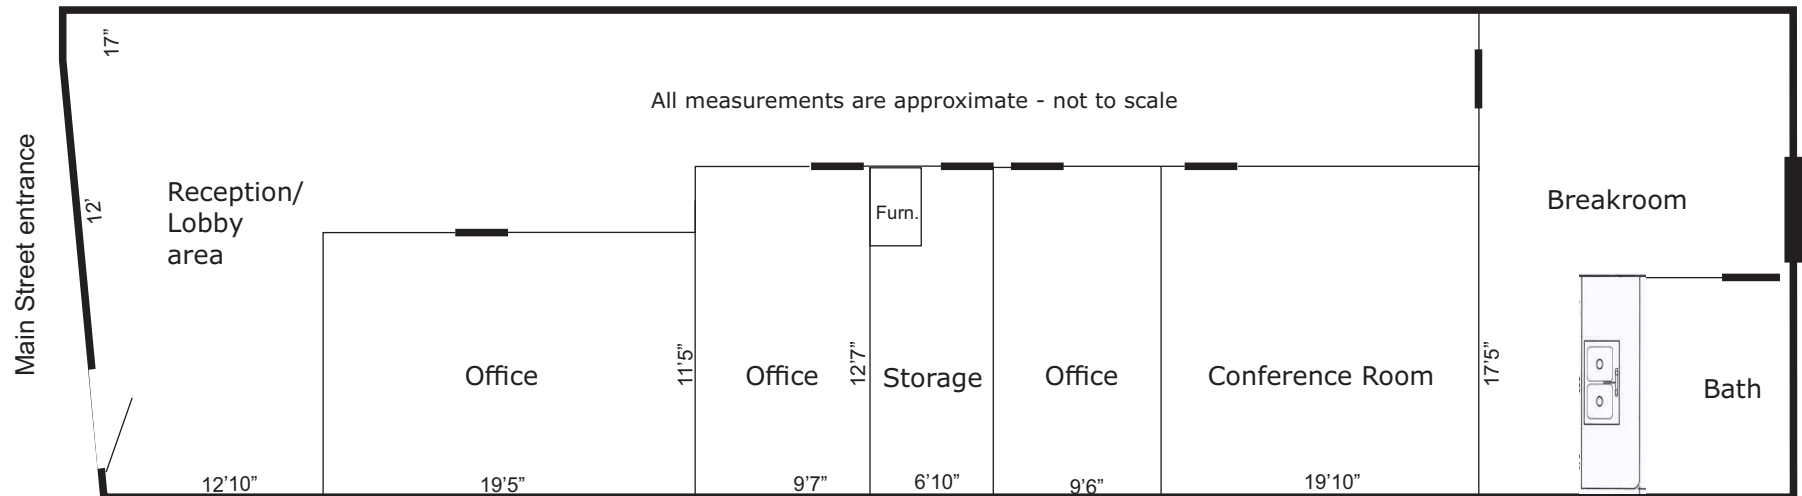 17”
All measurements are approximate - not to scale
Main Street entrance
12’
Reception/
Lobby
area
Furn.
Breakroom
Office
11’5”
Office
12’7”
Storage
Office
Conference Room
17’5”
Bath
12’10”
19’5”
9’7”
6’10”
9’6”
19’10”